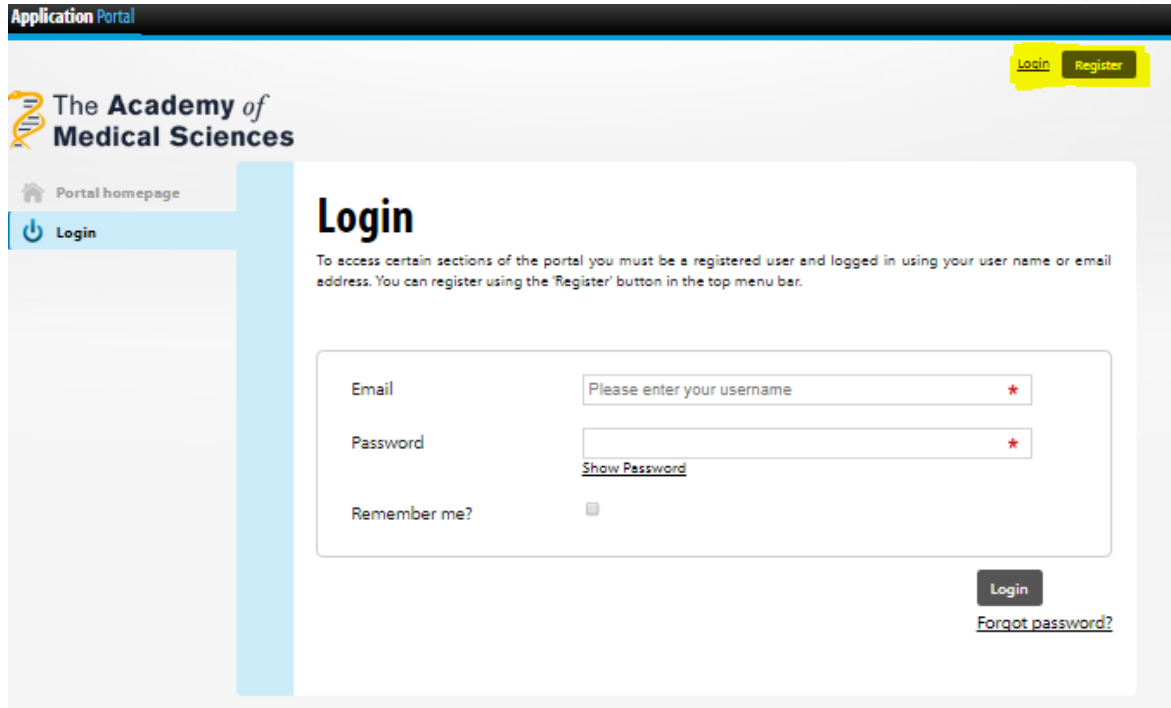 Application Portal
Login Register
The Academy of
Medical Sciences
Portal homepage
Login
Login
To access certain sections of the portal you must be a registered user and logged in using your user name or email
address. You can register using the 'Register' button in the top menu bar.
Email Please enter your username *
Password *
Show Password
Remember me?
Login
Forgot password?